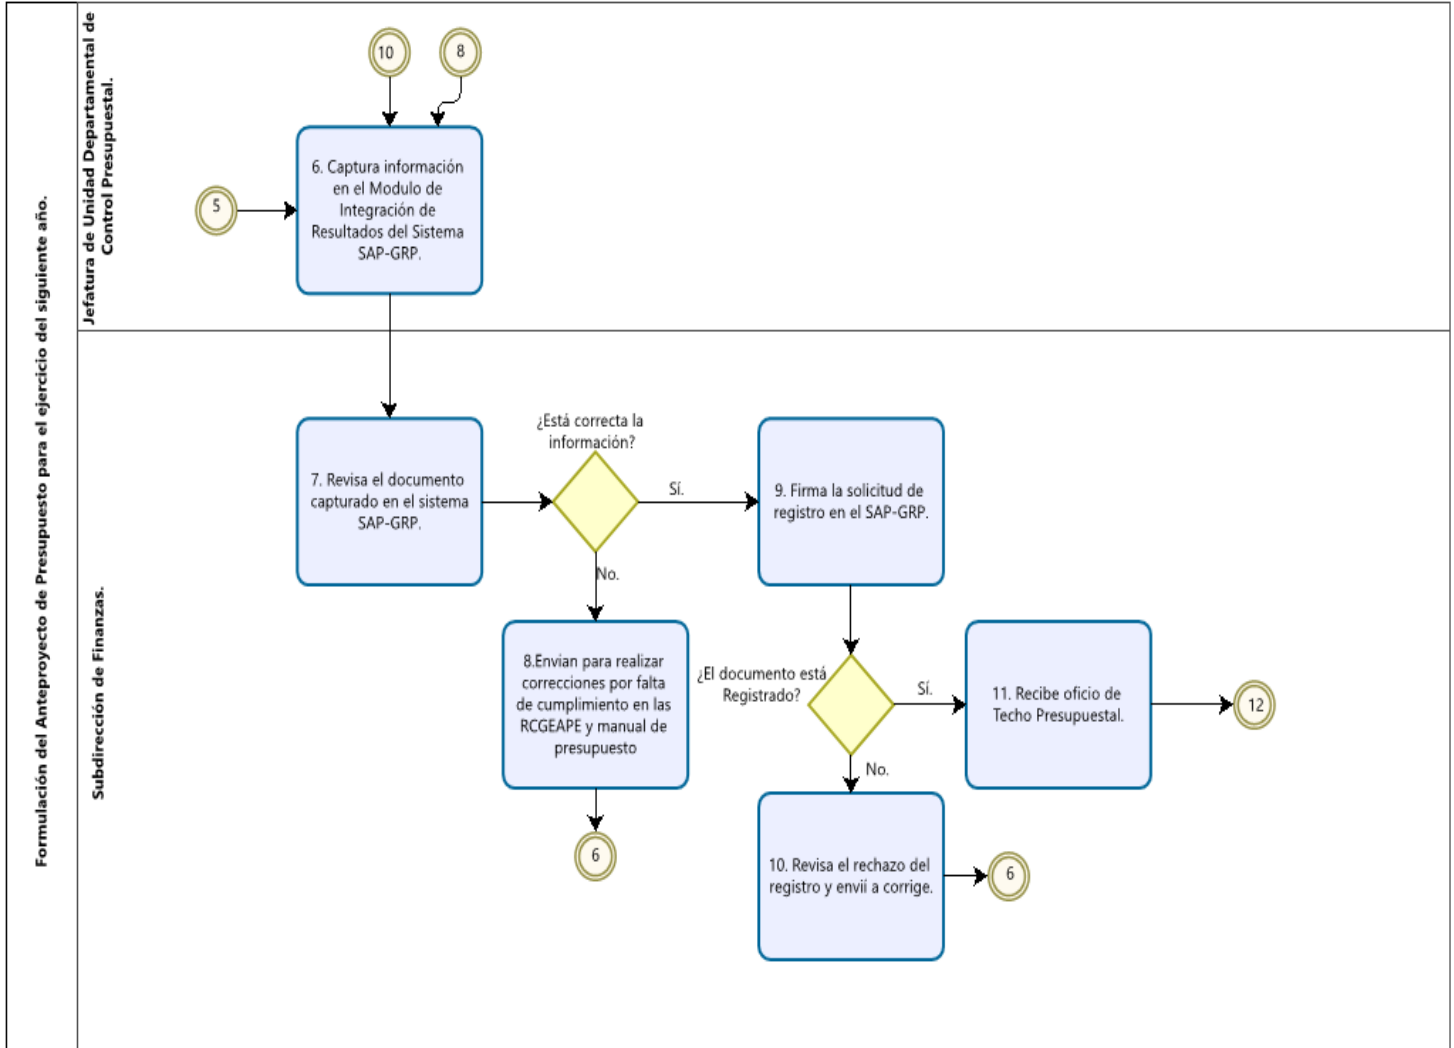 Formulación del Anteproyecto de Presupuesto para el ejercicio del siguiente año.
Jefatura de Unidad Departamental de
Control Presupuestal.
10
8
5
6. Captura información
en el Modulo de
Integración de
Resultados del Sistema
SAP-GRP.
Subdirección de Finanzas.
7. Revisa el documento
capturado en el sistema
SAP-GRP.
¿Está correcta la
información?
Sí.
No.
9. Firma la solicitud de
registro en el SAP-GRP.
8.Envian para realizar
correcciones por falta
de cumplimiento en las
RCGEAPE y manual de
presupuesto
6
¿El documento está
Registrado?
Sí.
No.
11. Recibe oficio de
Techo Presupuestal.
12
10. Revisa el rechazo del
registro y envií a corrige.
6